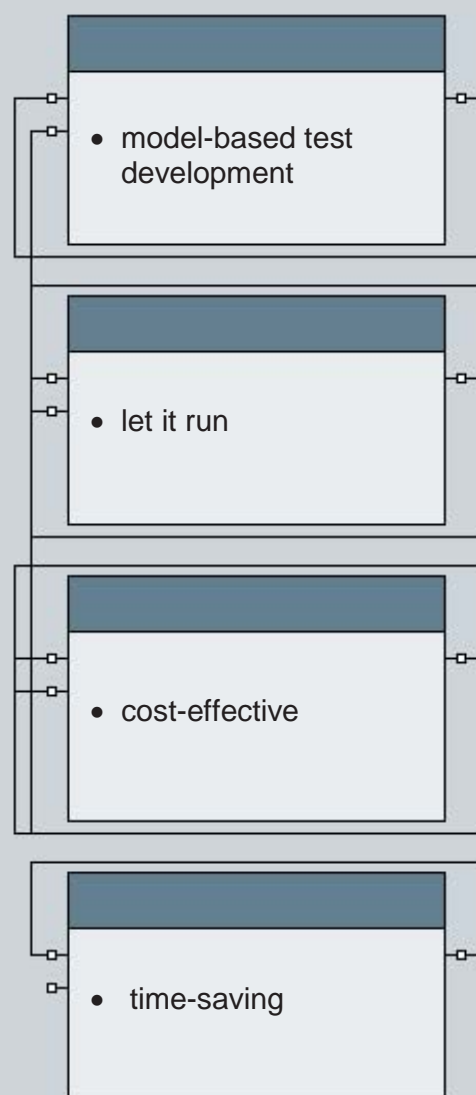 • model-based test
development
• let it run
• cost-effective
• time-saving